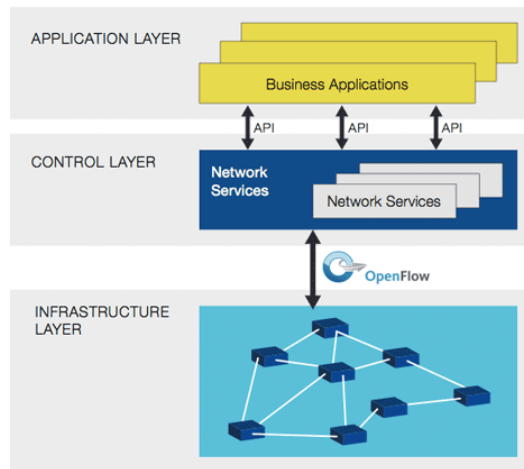 APPLICATION LAYER
Business Applications
API
API
API
CONTROL LAYER
Network
Services
Network Services
OpenFlow
INFRASTRUCTURE
LAYER